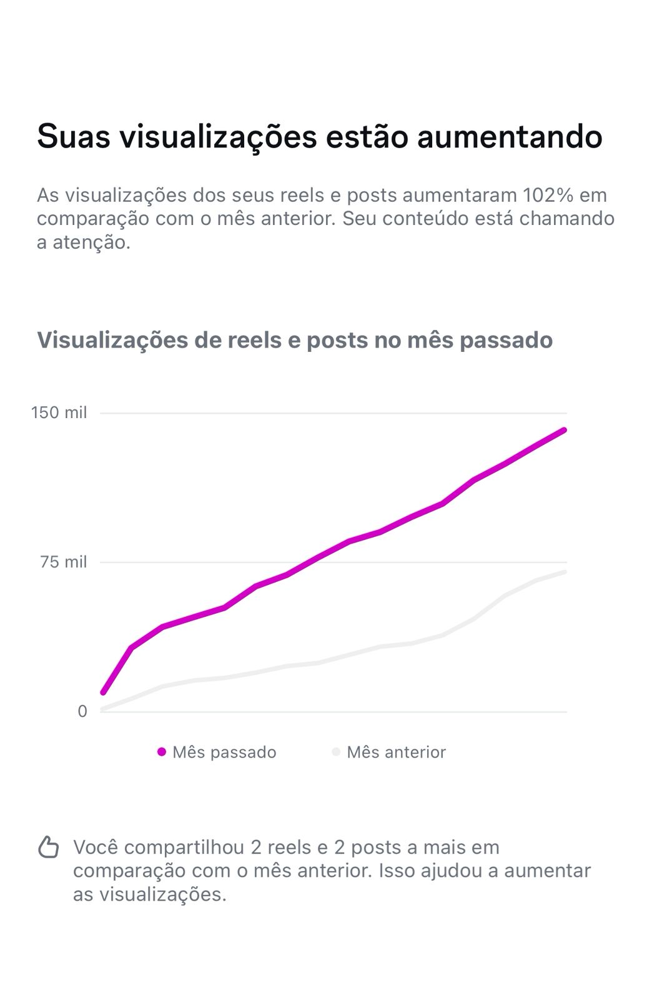 Suas visualizações estão aumentando
As visualizações dos seus reels e posts aumentaram 102% em
comparação com o mês anterior. Seu conteúdo está chamando
a atenção.
Visualizações de reels e posts no mês passado
150 mil
75 mil
0
Mês passado
Mês anterior
Você compartilhou 2 reels e 2 posts a mais em
comparação com o mês anterior. Isso ajudou a aumentar
as visualizações.